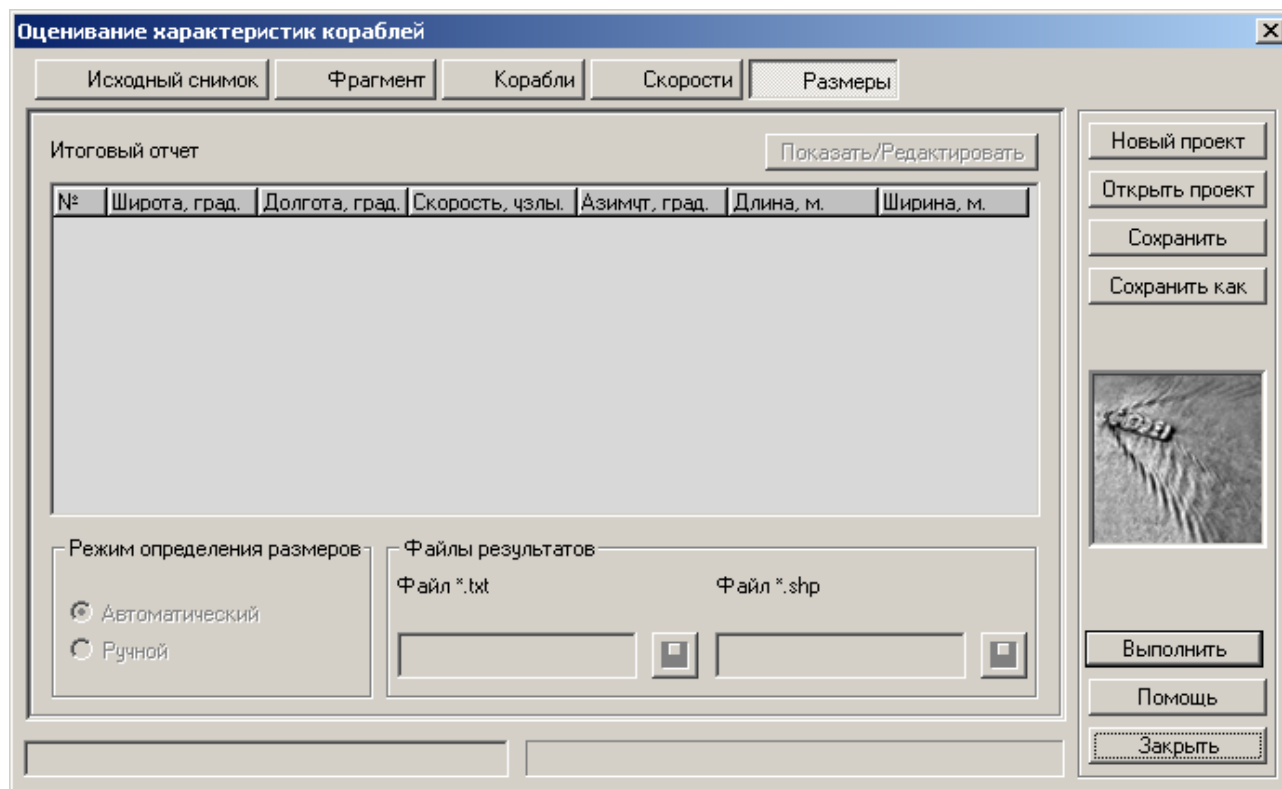 Оценивание характеристик кораблей
Исходный снимок Фрагмент Корабли Скорости Размеры
Итоговый отчет Показать/Редактировать
№ Широта, град. Долгота, град. Скорость, узлы. Азимут, град. Длина, м. Ширина, м.
Режим определения размеров
Автоматический
Ручной
Файлы результатов
Файл *.txt Файл *.shp
Новый проект
Открыть проект
Сохранить
Сохранить как
Выполнить
Помощь
Закрыть